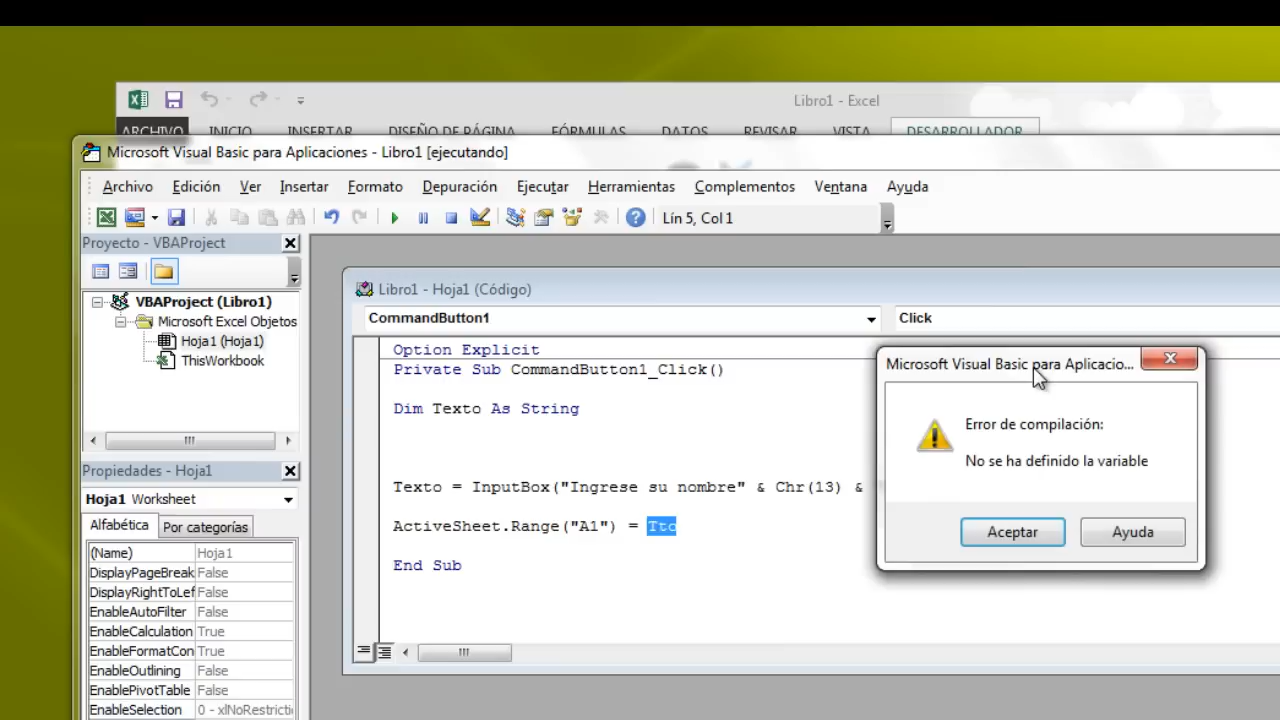 Libro1 - Excel
ARCHIVO INICIO INSERTAR DISEÑO DE PÁGINA FÓRMULAS DATOS REVISAR VISTA DESARROLLADOR
Microsoft Visual Basic para Aplicaciones - Libro1 [ejecutando]
Archivo Edición Ver Insertar Formato Depuración Ejecutar Herramientas Complementos Ventana Ayuda
Lín 5, Col 1
Proyecto - VBAProject
VBAProject (Libro1)
Microsoft Excel Objetos
Hoja1 (Hoja1)
ThisWorkbook
Propiedades - Hoja1
Hoja1 Worksheet
Alfabética Por categorías
(Name) Hoja1
DisplayPageBreak False
DisplayRightToLef False
EnableAutoFilter False
EnableCalculation True
EnableFormatCon True
EnableOutlining False
EnablePivotTable False
EnableSelection 0 - xlNoRestricti
Libro1 - Hoja1 (Código)
CommandButton1 Click
Option Explicit
Private Sub CommandButton1_Click()
Dim Texto As String
Texto = InputBox("Ingrese su nombre" & Chr(13) &
ActiveSheet.Range("A1") = Tto
End Sub
Microsoft Visual Basic para Aplicacio...
Error de compilación:
No se ha definido la variable
Aceptar Ayuda